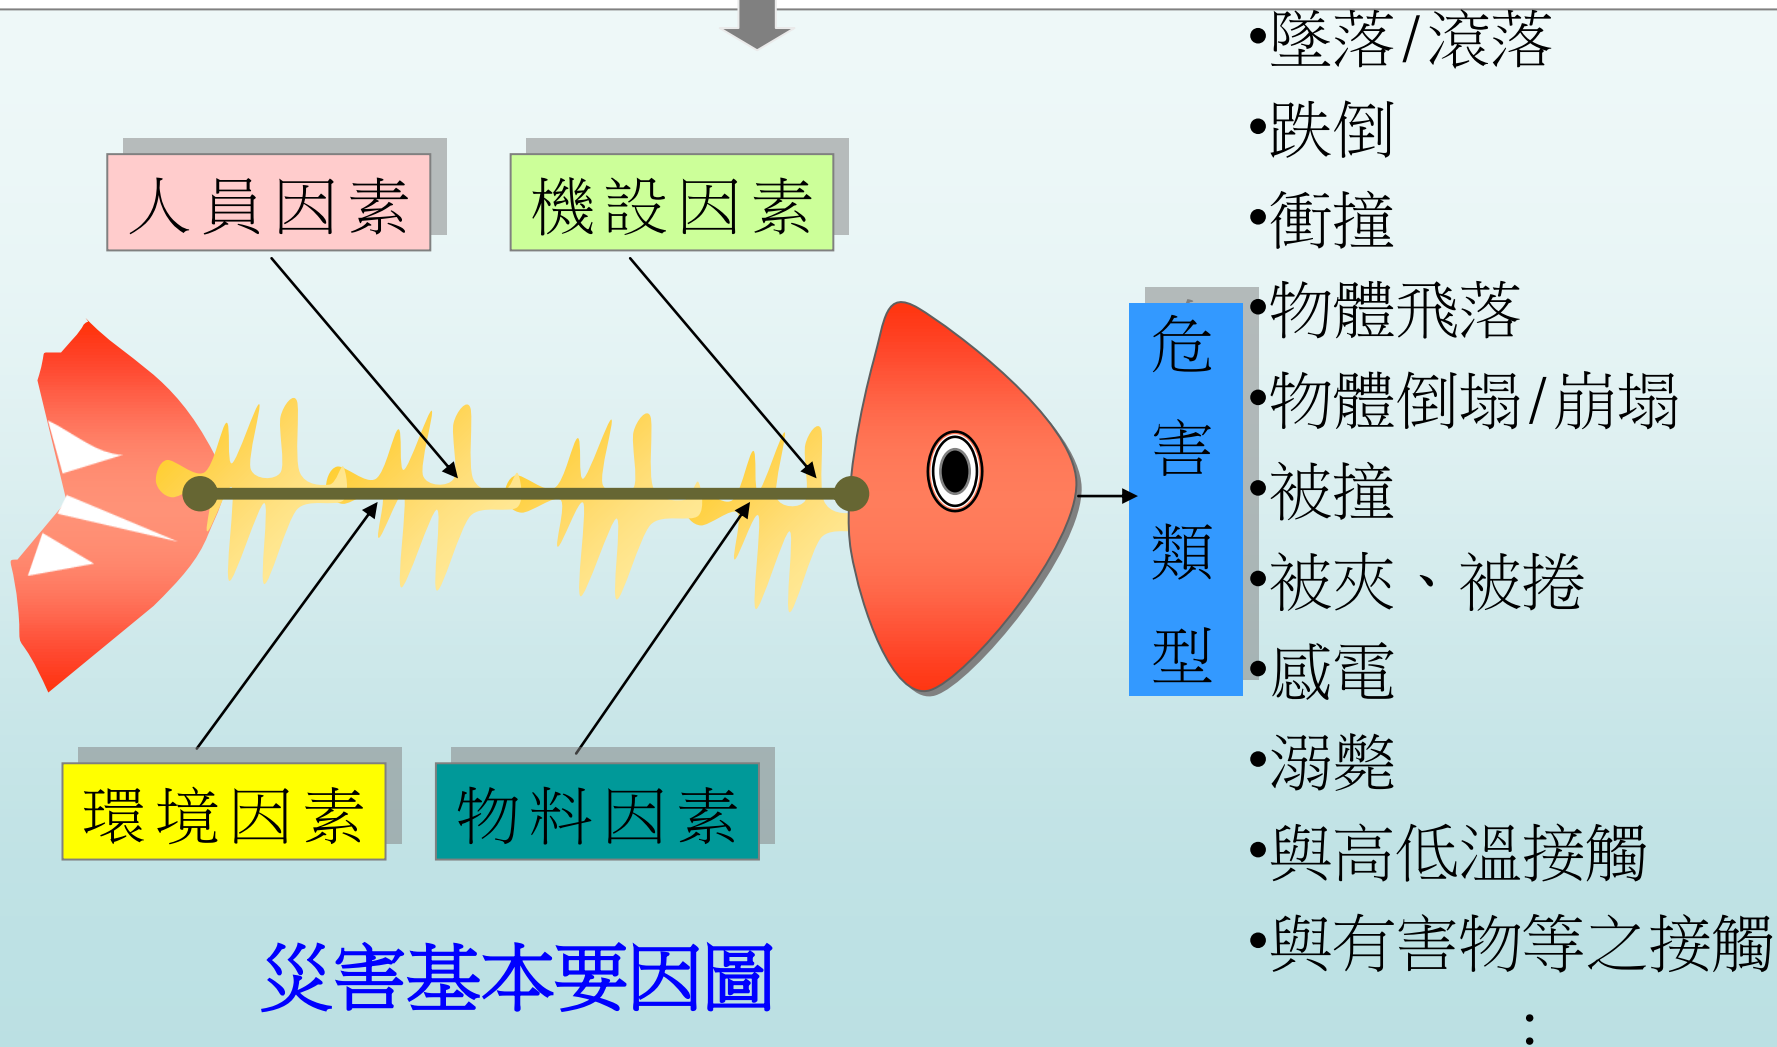 人員因素
機設因素
環境因素
物料因素
災害基本要因圖
危
害
類
型
•墜落/滾落
•跌倒
•衝撞
•物體飛落
•物體倒塌/崩塌
•被撞
•被夾、被捲
•感電
•溺斃
•與高低溫接觸
•與有害物等之接觸
: